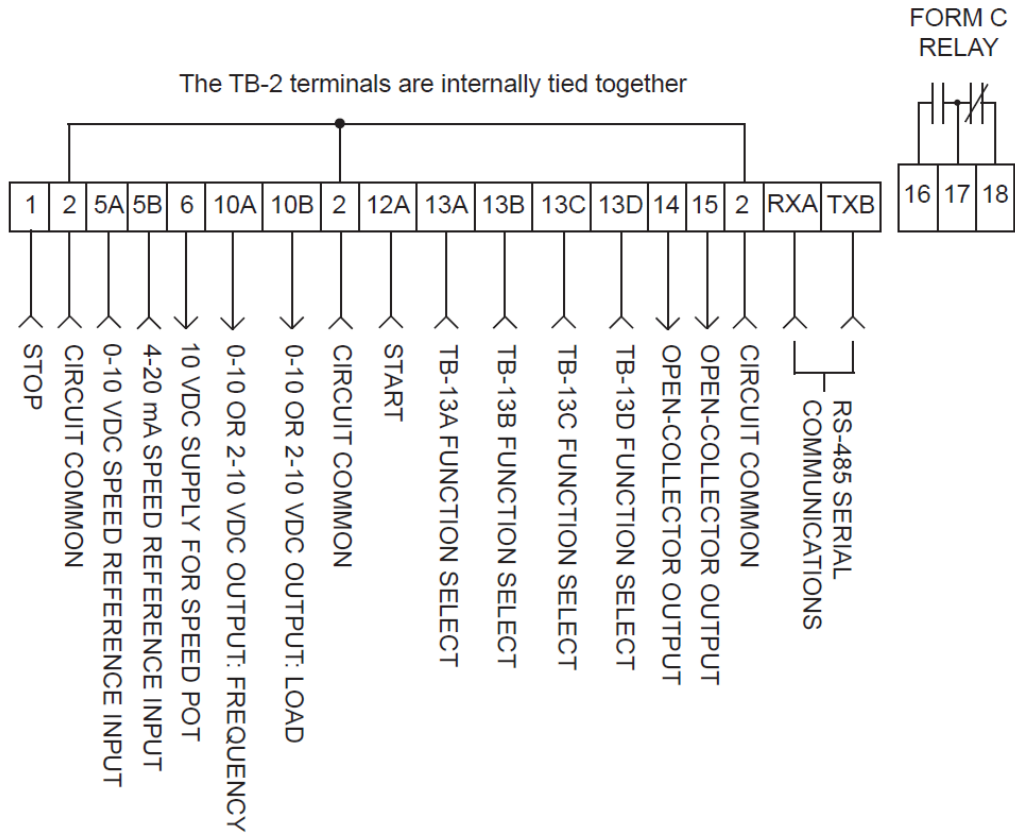 FORM C
RELAY
The TB-2 terminals are internally tied together
1 2 5A 5B 6 10A 10B 2 12A 13A 13B 13C 13D 14 15 2 RXA TXB
16 17 18
STOP
CIRCUIT COMMON
0-10 VDC SPEED REFERENCE INPUT
4-20 mA SPEED REFERENCE INPUT
10 VDC SUPPLY FOR SPEED POT
0-10 OR 2-10 VDC OUTPUT: FREQUENCY
0-10 OR 2-10 VDC OUTPUT: LOAD
CIRCUIT COMMON
START
TB-13A FUNCTION SELECT
TB-13B FUNCTION SELECT
TB-13C FUNCTION SELECT
TB-13D FUNCTION SELECT
OPEN-COLLECTOR OUTPUT
OPEN-COLLECTOR OUTPUT
CIRCUIT COMMON
RS-485 SERIAL
COMMUNICATIONS